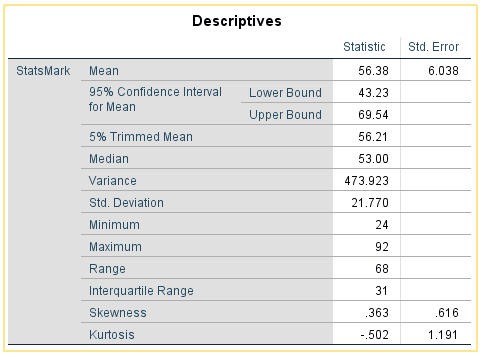 Descriptives
Statistic Std. Error
StatsMark Mean 56.38 6.038
95% Confidence Interval for Mean Lower Bound 43.23
Upper Bound 69.54
5% Trimmed Mean 56.21
Median 53.00
Variance 473.923
Std. Deviation 21.770
Minimum 24
Maximum 92
Range 68
Interquartile Range 31
Skewness .363 .616
Kurtosis -.502 1.191